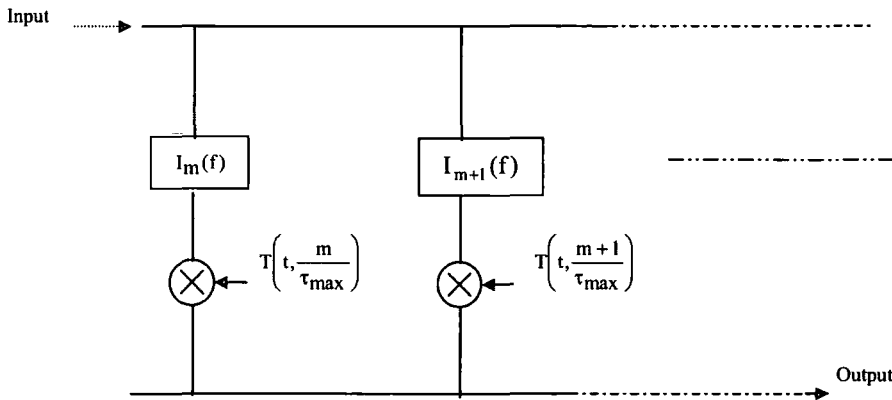 Input
I_m(f)
I_{m+1}(f)
T(t, m/τ_max)
T(t, m + 1/τ_max)
Output